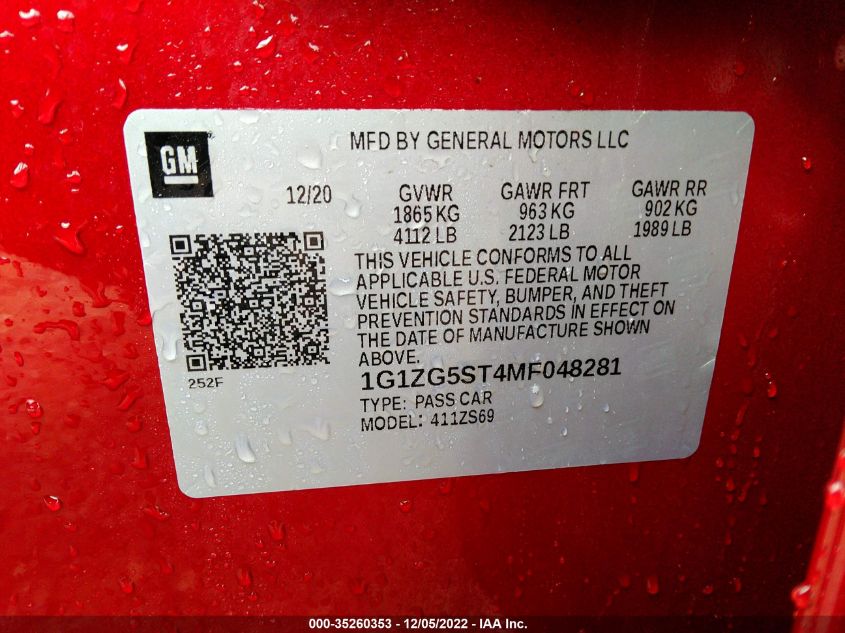 GM
MFD BY GENERAL MOTORS LLC
12/20 GVWR GAWR FRT GAWR RR
1865 KG 963 KG 902 KG
4112 LB 2123 LB 1989 LB
THIS VEHICLE CONFORMS TO ALL
APPLICABLE U.S. FEDERAL MOTOR
VEHICLE SAFETY, BUMPER, AND THEFT
PREVENTION STANDARDS IN EFFECT ON
THE DATE OF MANUFACTURE SHOWN
ABOVE.
252F
1G1ZG5ST4MF048281
TYPE: PASS CAR
MODEL: 411ZS69
000-35260353 - 12/05/2022 - IAA Inc.